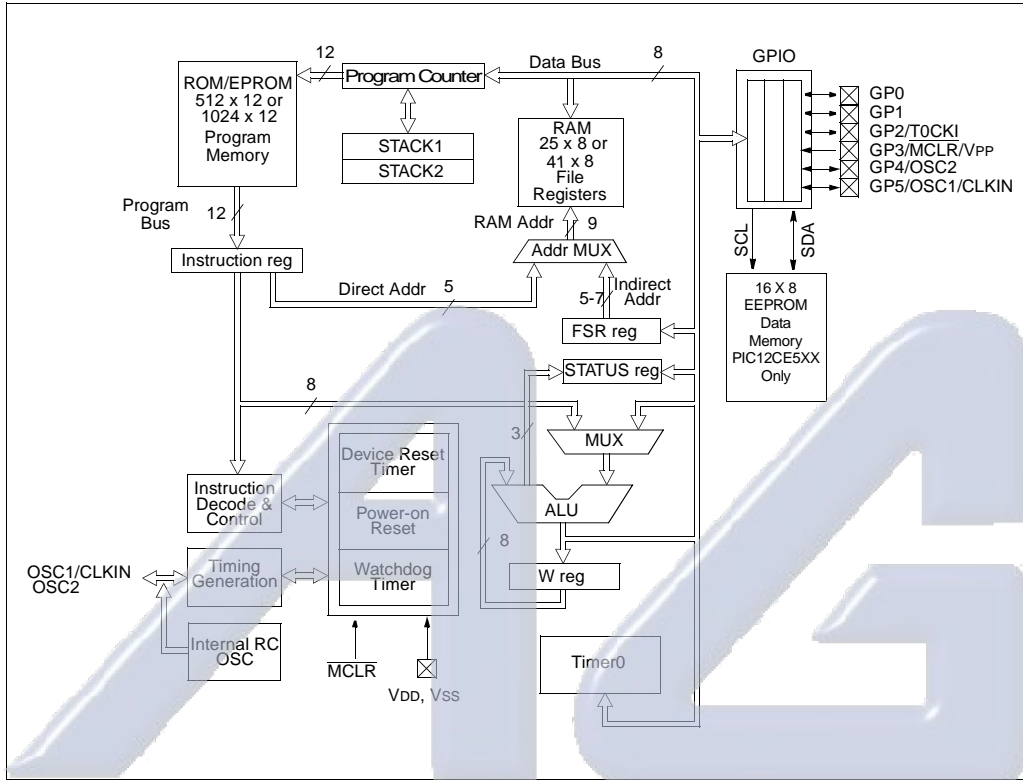 12
Data Bus
8
GPIO
ROM/EPROM
512 x 12 or
1024 x 12
Program
Memory
Program Counter
STACK1
STACK2
RAM
25 x 8 or
41 x 8
File
Registers
GP0
GP1
GP2/T0CKI
GP3/MCLR/VPP
GP4/OSC2
GP5/OSC1/CLKIN
Program
Bus
12
RAM Addr
9
SCL
SDA
Instruction reg
Addr MUX
Direct Addr
5
5-7
Indirect
Addr
FSR reg
16 X 8
EEPROM
Data
Memory
PIC12CE5XX
Only
STATUS reg
8
3
MUX
Device Reset
Timer
Instruction
Decode &
Control
Power-on
Reset
ALU
8
OSC1/CLKIN
OSC2
Timing
Generation
Watchdog
Timer
W reg
Internal RC
OSC
MCLR
VDD, VSS
Timer0
AG